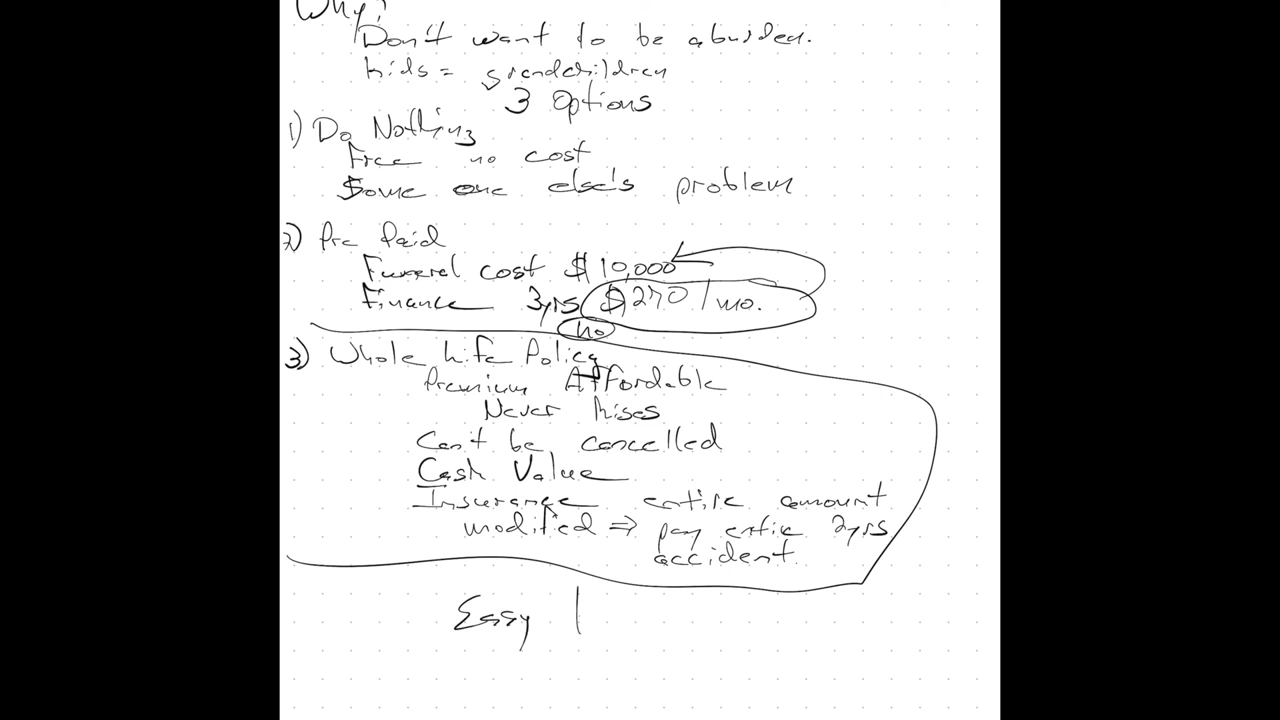 Why?
Don't want to be a burden.
kids = grandchildren
3 Options
1) Do Nothing
Free no cost
Some one else's problem
2) Pre Paid
Funeral cost $10,000
Finance 3yrs $270/mo.
no
3) Whole Life Policy
Premium Affordable
Never Rises
Can't be cancelled
Cash Value
Insurance entire amount
modified ⇒ pay entire 2yrs
accident.
Easy |